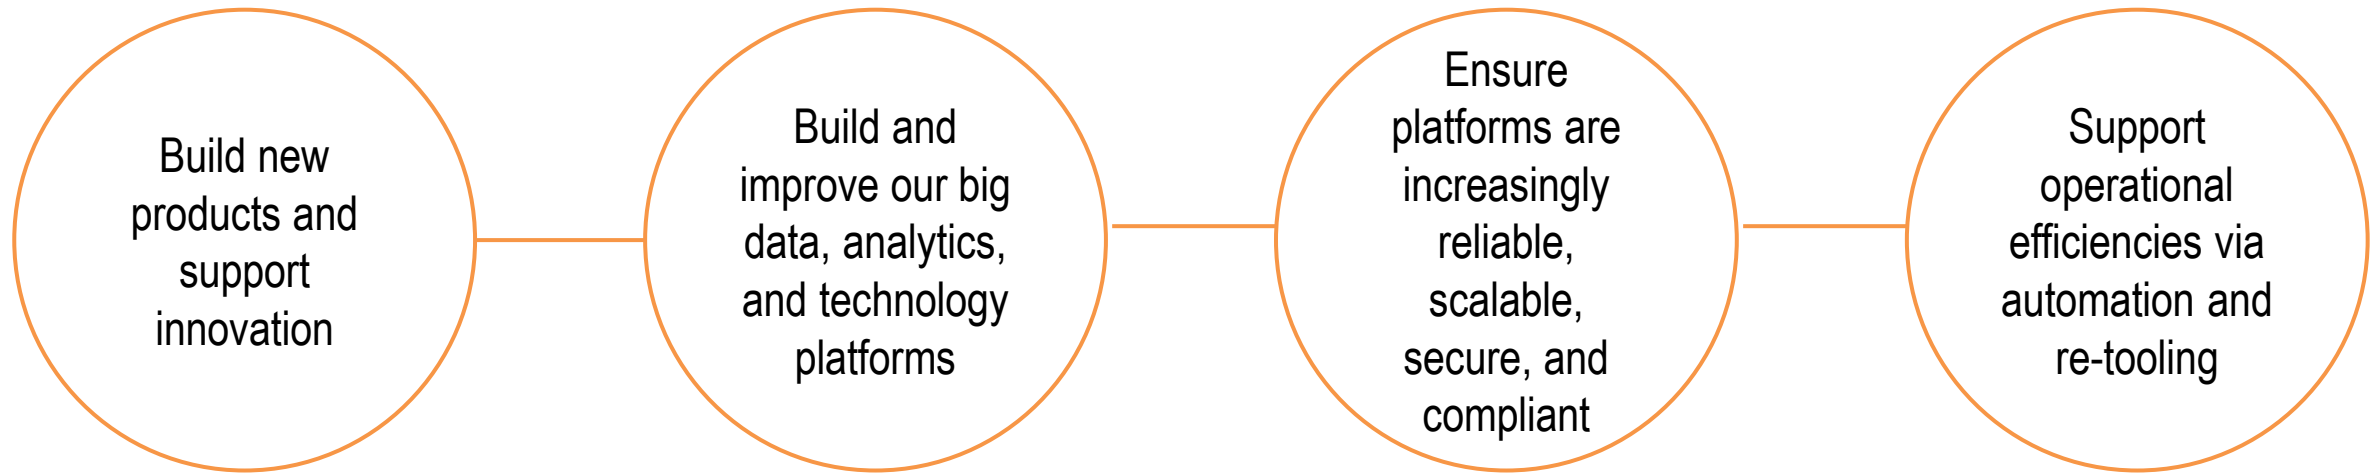 Build new
products and
support
innovation
Build and
improve our big
data, analytics,
and technology
platforms
Ensure
platforms are
increasingly
reliable,
scalable,
secure, and
compliant
Support
operational
efficiencies via
automation and
re-tooling